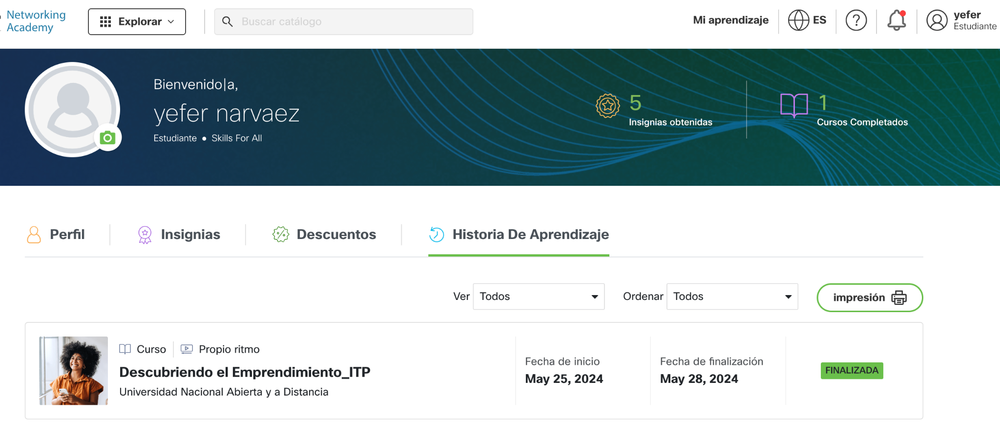 Networking
Academy
Explorar
Buscar catálogo
Mi aprendizaje
ES
?
yefer
Estudiante
Bienvenido|a,
yefer narvaez
Estudiante ● Skills For All
5
Insignias obtenidas
1
Cursos Completados
Perfil
Insignias
Descuentos
Historia De Aprendizaje
Ver Todos
Ordenar Todos
impresión
Curso
Propio ritmo
Descubriendo el Emprendimiento_ITP
Universidad Nacional Abierta y a Distancia
Fecha de inicio
May 25, 2024
Fecha de finalización
May 28, 2024
FINALIZADA